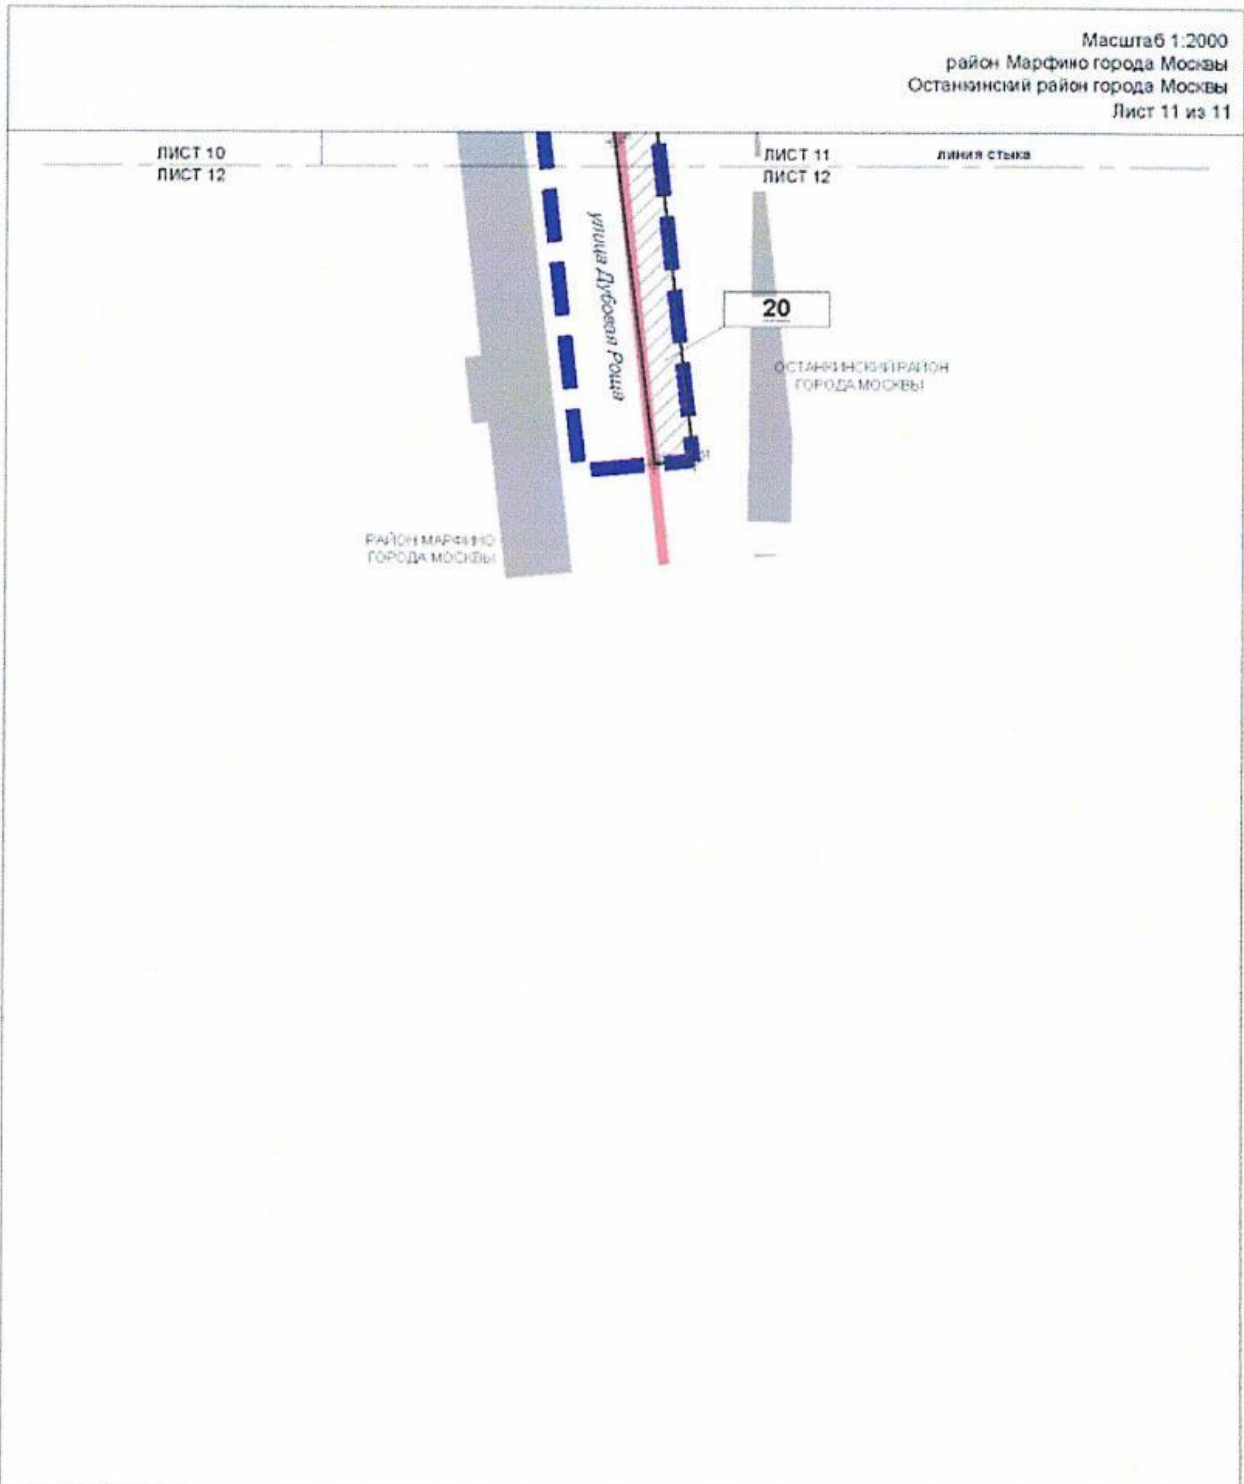 Масштаб 1:2000
район Марфино города Москвы
Останкинский район города Москвы
Лист 11 из 11
ЛИСТ 10
ЛИСТ 12
ЛИСТ 11
ЛИСТ 12
линия стыка
улица Дубовая Роща
20
ОСТАНКИНСКИЙ РАЙОН
ГОРОДА МОСКВЫ
РАЙОН МАРФИНО
ГОРОДА МОСКВЫ